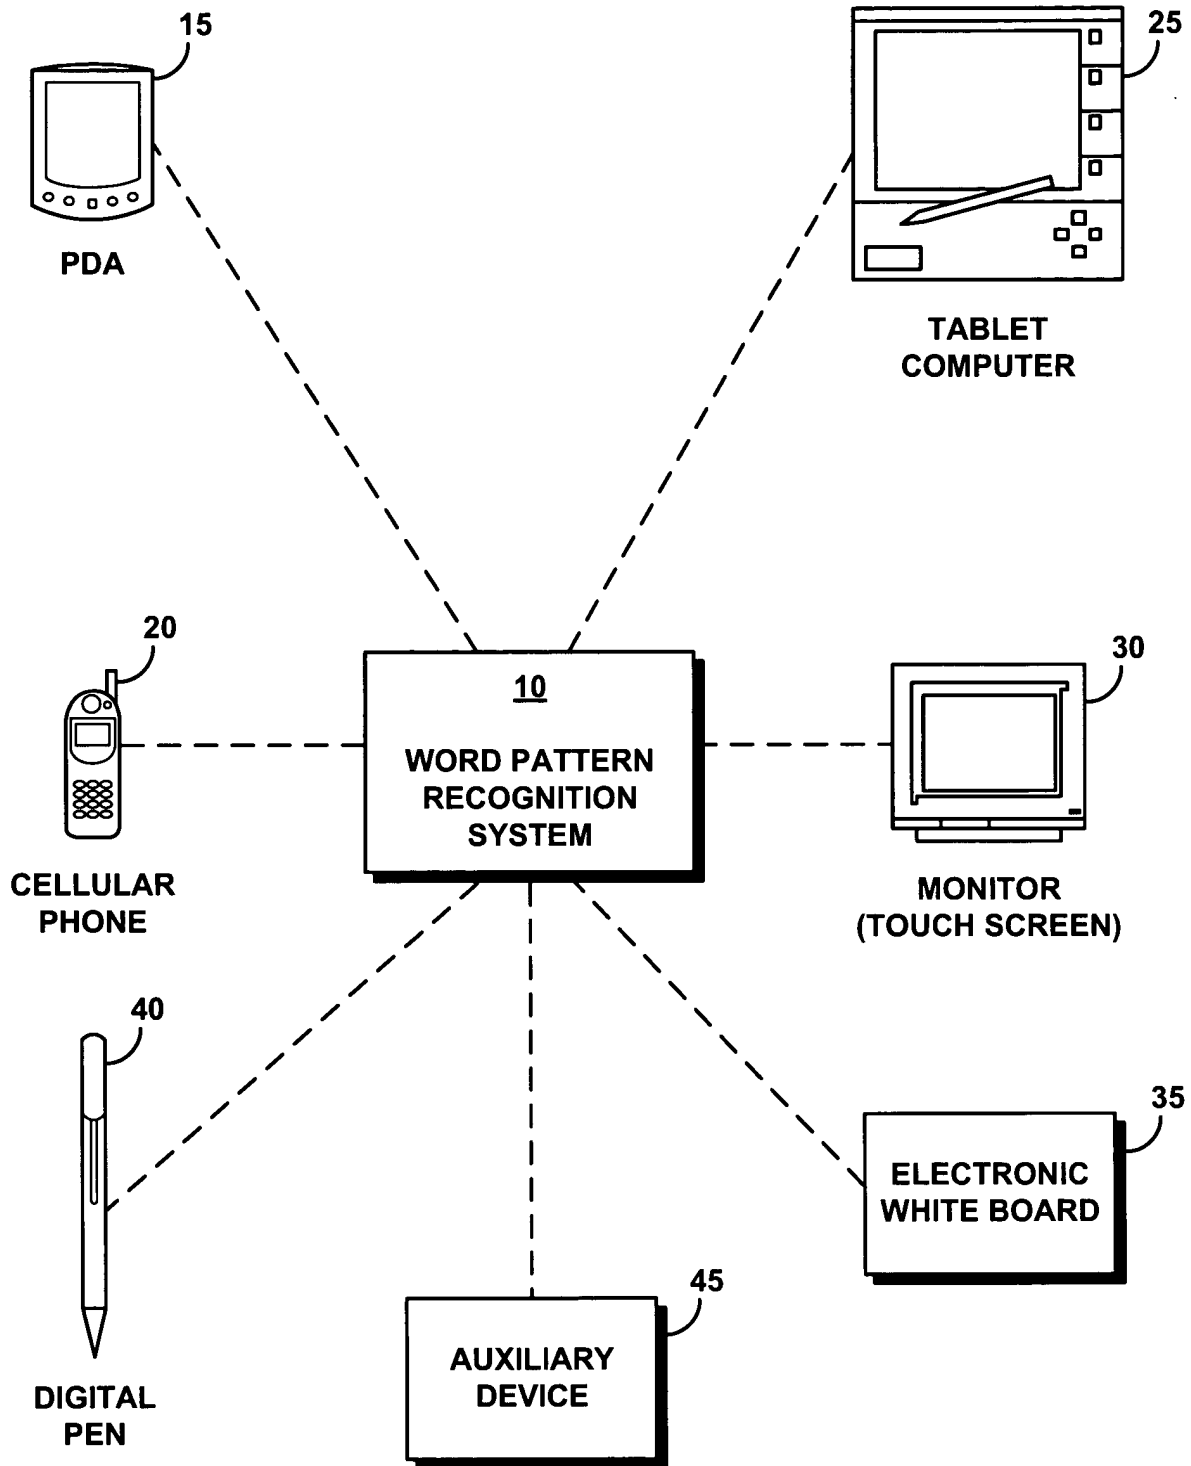 15
PDA
25
TABLET
COMPUTER
20
CELLULAR
PHONE
10
WORD PATTERN
RECOGNITION
SYSTEM
30
MONITOR
(TOUCH SCREEN)
40
DIGITAL
PEN
45
AUXILIARY
DEVICE
35
ELECTRONIC
WHITE BOARD